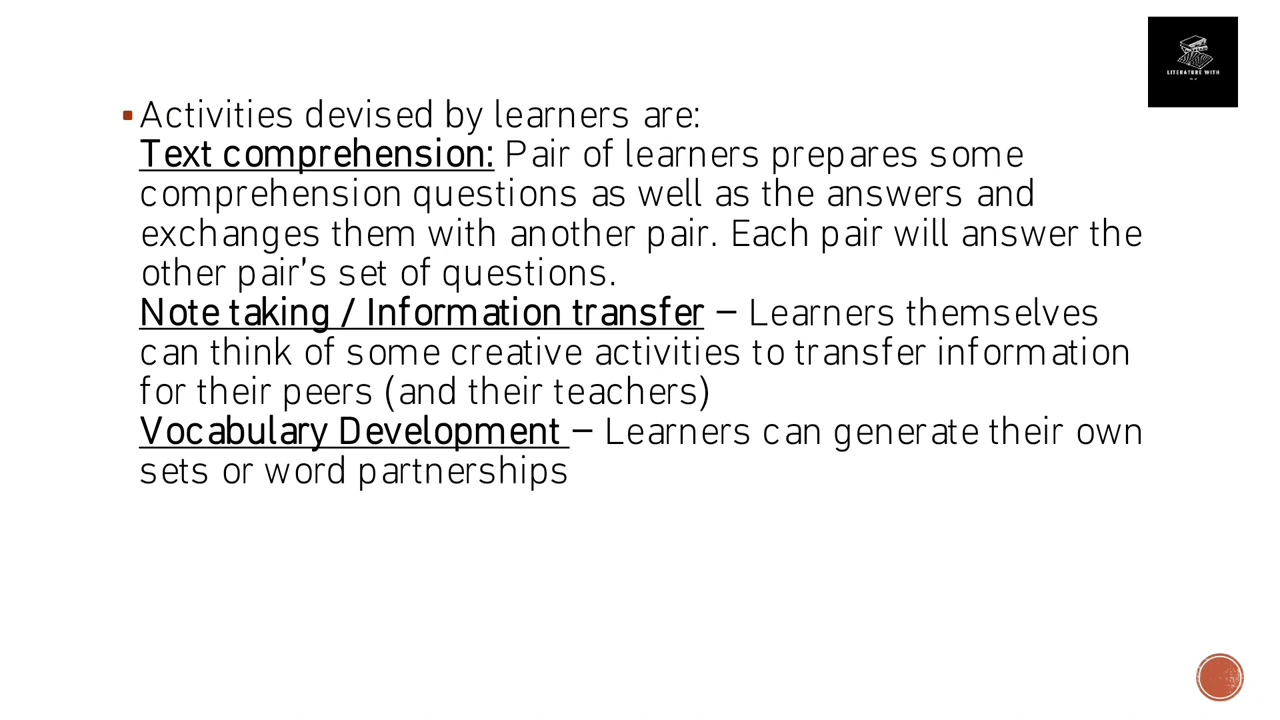 LITERATURE WITH
Activities devised by learners are:
Text comprehension: Pair of learners prepares some
comprehension questions as well as the answers and
exchanges them with another pair. Each pair will answer the
other pair's set of questions.
Note taking / Information transfer – Learners themselves
can think of some creative activities to transfer information
for their peers (and their teachers)
Vocabulary Development – Learners can generate their own
sets or word partnerships